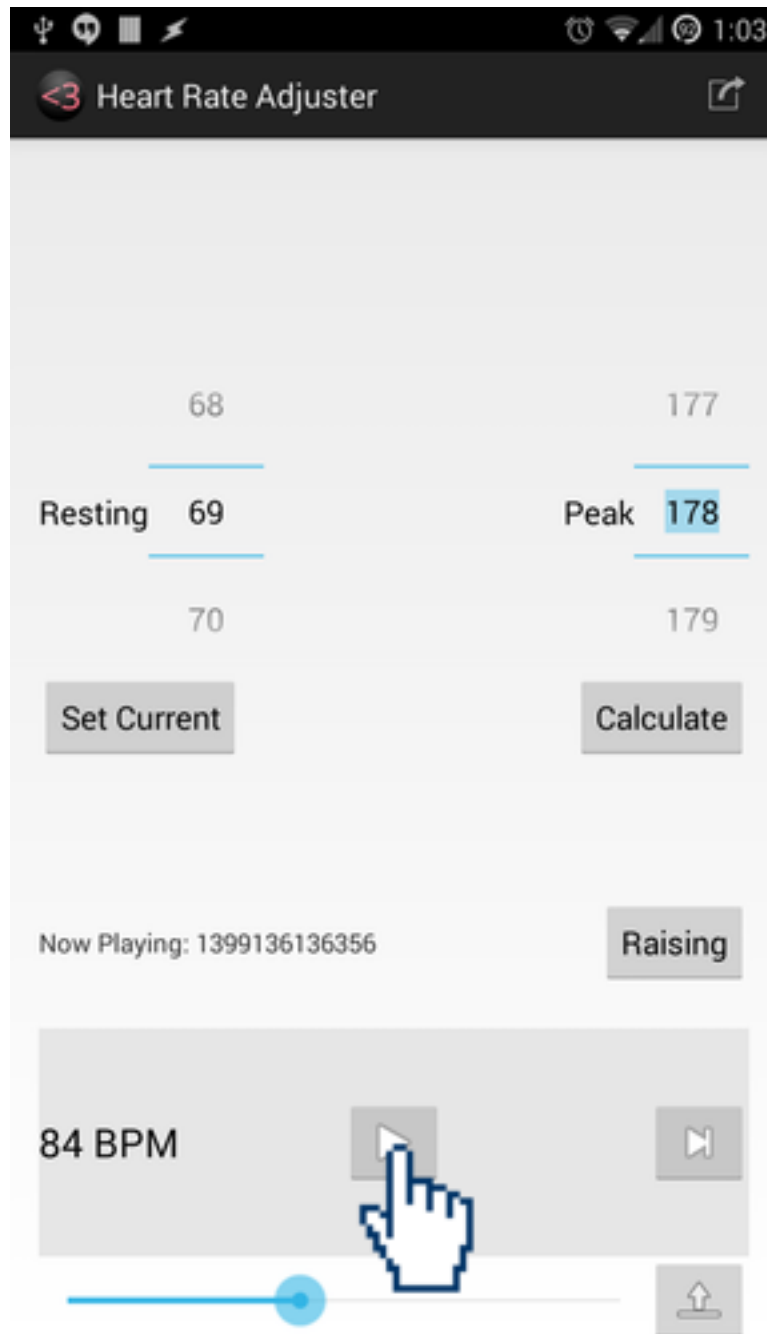 92 1:03
<3 Heart Rate Adjuster
68 177
Resting 69 Peak 178
70 179
Set Current Calculate
Now Playing: 1399136136356 Raising
84 BPM